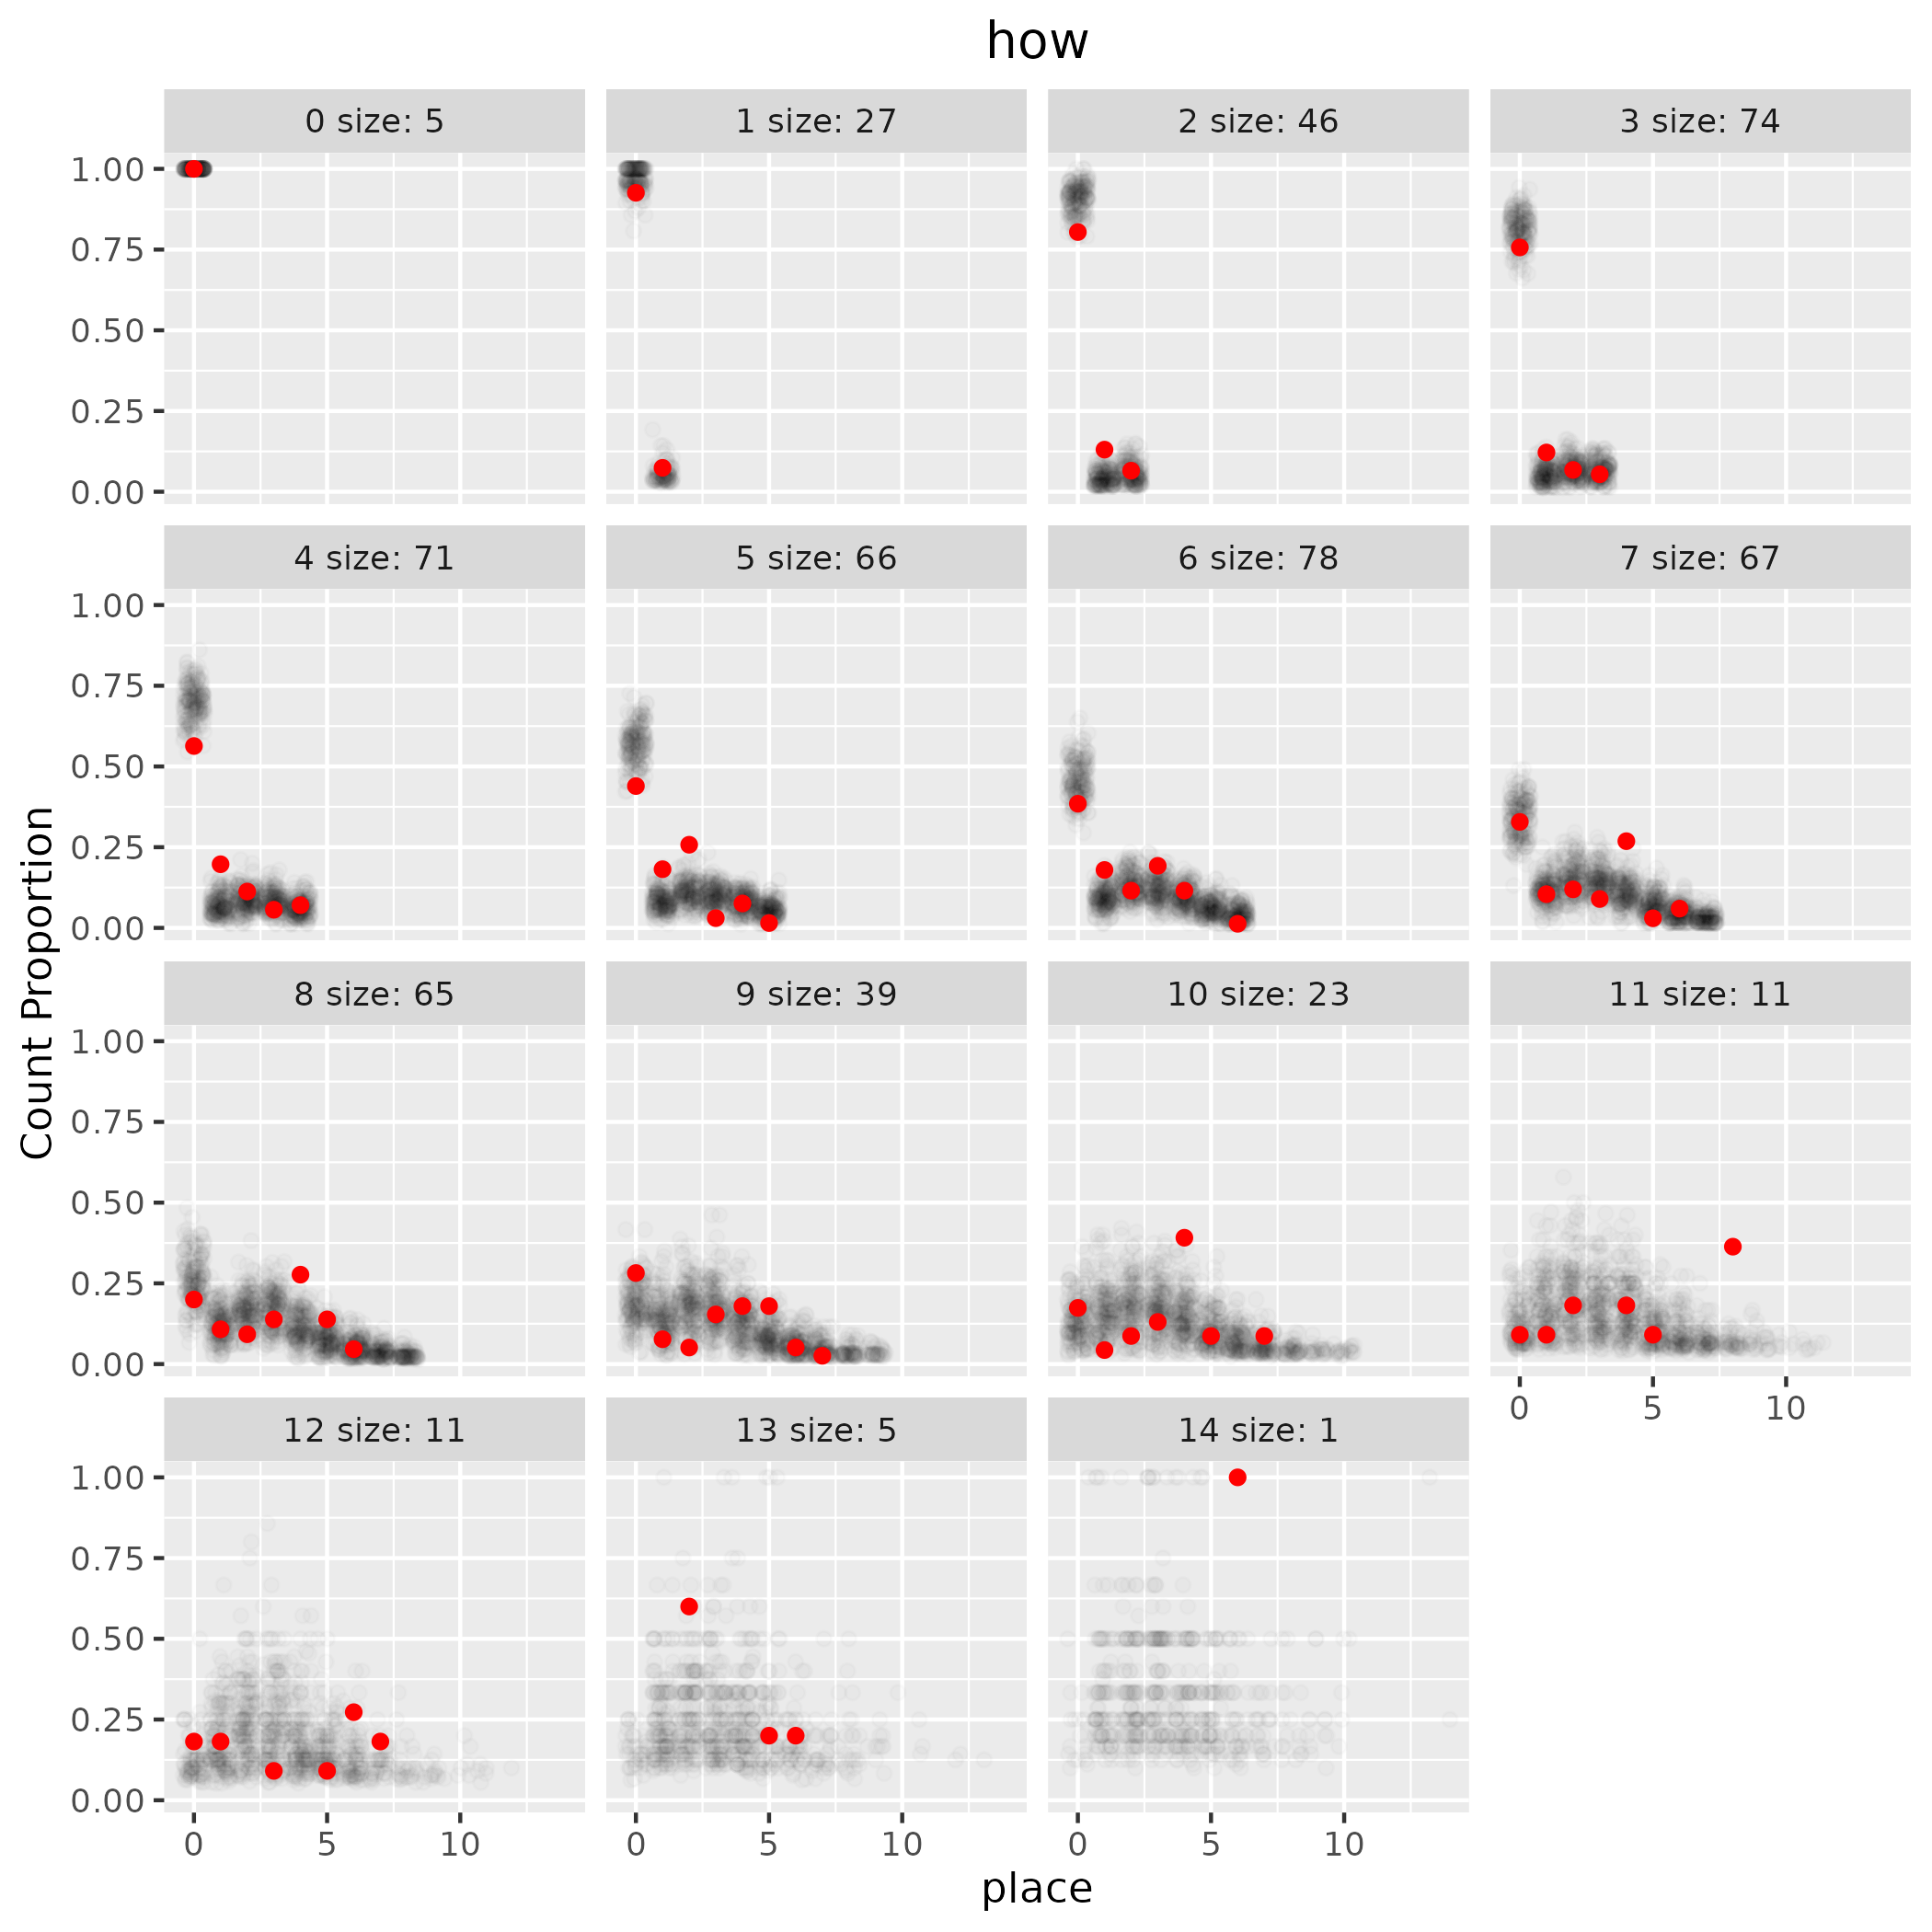 how
0 size: 5
1 size: 27
2 size: 46
3 size: 74
1.00
0.75
0.50
0.25
0.00
4 size: 71
5 size: 66
6 size: 78
7 size: 67
1.00
0.75
0.50
0.25
0.00
Count Proportion
8 size: 65
9 size: 39
10 size: 23
11 size: 11
1.00
0.75
0.50
0.25
0.00
0 5 10
12 size: 11
13 size: 5
14 size: 1
1.00
0.75
0.50
0.25
0.00
0 5 10
0 5 10
0 5 10
place